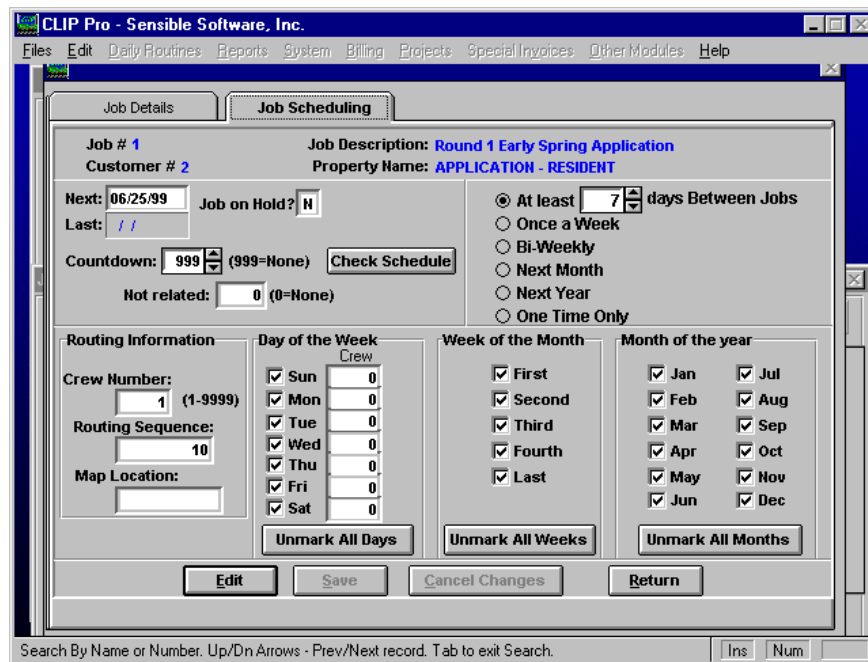 CLIP Pro - Sensible Software, Inc.
Files Edit Daily Routines Reports System Billing Projects Special Invoices Other Modules Help
Job Details Job Scheduling
Job # 1 Job Description: Round 1 Early Spring Application
Customer # 2 Property Name: APPLICATION - RESIDENT
Next: 06/25/99 Job on Hold? N
Last: / /
Countdown: 999 (999=None) Check Schedule
Not related: 0 (0=None)
At least 7 days Between Jobs
Once a Week
Bi-Weekly
Next Month
Next Year
One Time Only
Routing Information
Crew Number:
1 (1-9999)
Routing Sequence:
10
Map Location:
Day of the Week
Crew
Sun 0
Mon 0
Tue 0
Wed 0
Thu 0
Fri 0
Sat 0
Unmark All Days
Week of the Month
First
Second
Third
Fourth
Last
Unmark All Weeks
Month of the year
Jan Jul
Feb Aug
Mar Sep
Apr Oct
May Nov
Jun Dec
Unmark All Months
Edit Save Cancel Changes Return
Search By Name or Number. Up/Dn Arrows - Prev/Next record. Tab to exit Search. Ins Num